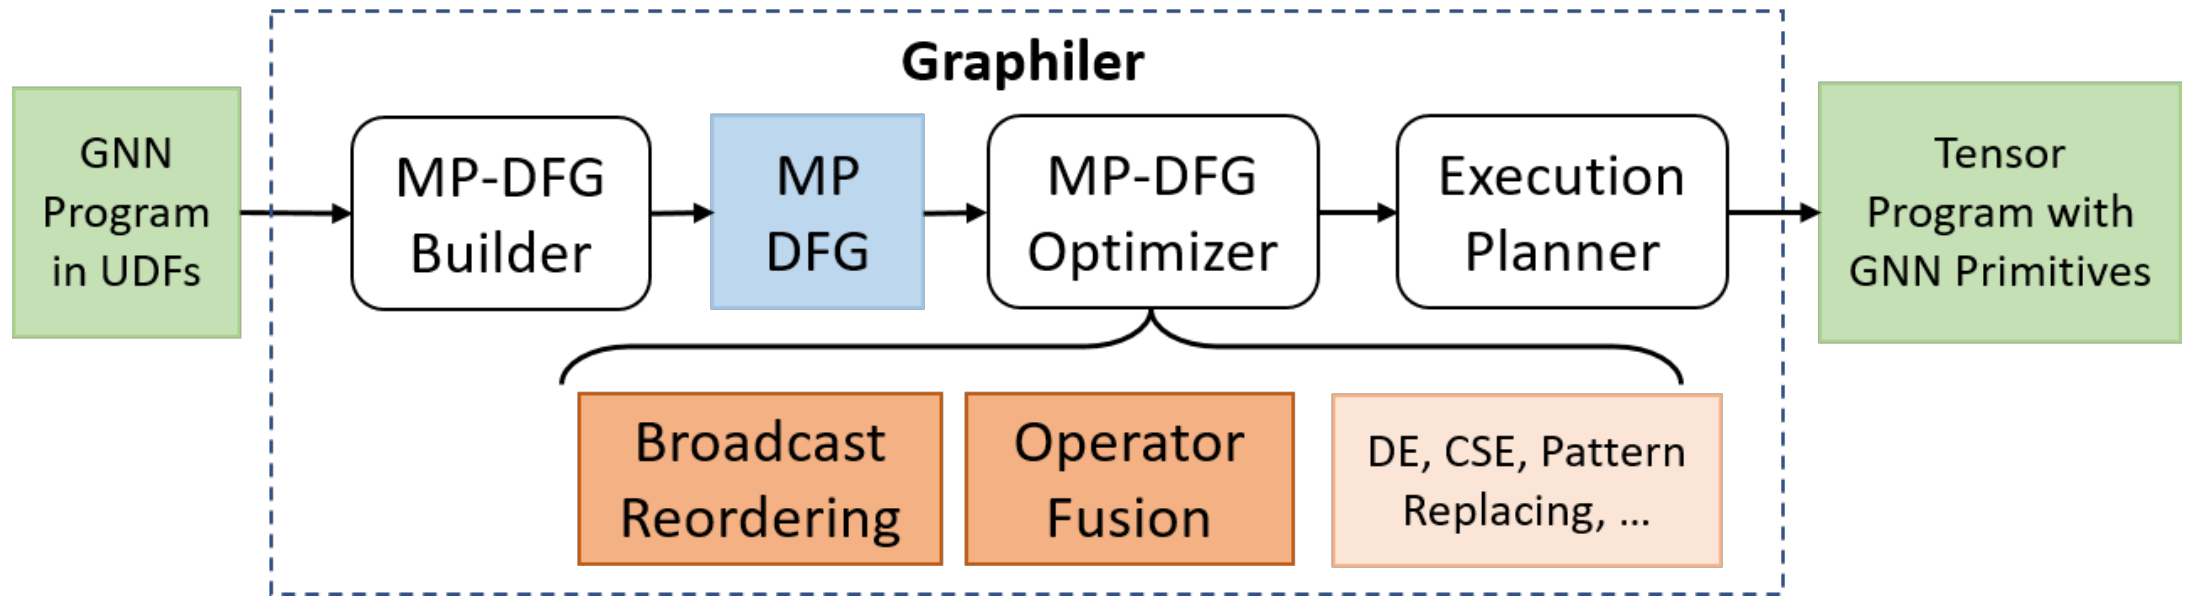 Graphiler
GNN
Program
in UDFs
MP-DFG
Builder
MP
DFG
MP-DFG
Optimizer
Execution
Planner
Tensor
Program with
GNN Primitives
Broadcast
Reordering
Operator
Fusion
DE, CSE, Pattern
Replacing, ...